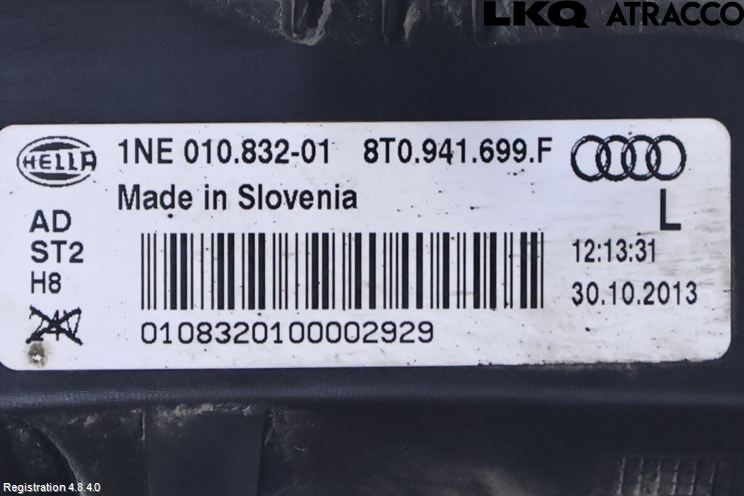 LKQ ATRACCO
HELLA 1NE 010.832-01 8T0.941.699.F
Made in Slovenia
L
AD
ST2
H8
12:13:31
30.10.2013
0108320100002929
Registration 4.8.4.0